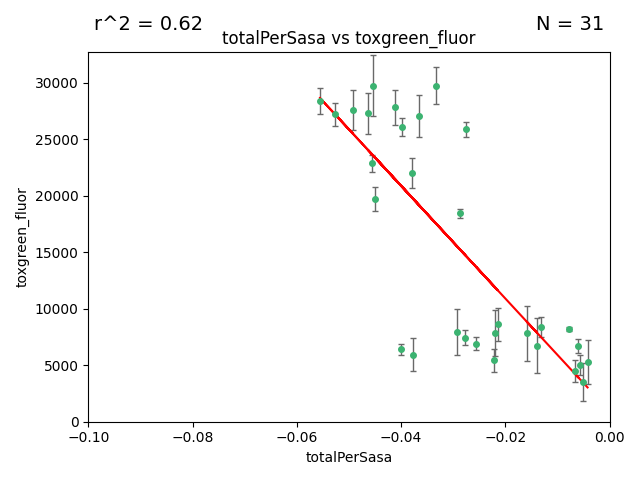 r^2 = 0.62
N = 31
totalPerSasa vs toxgreen_fluor
30000
25000
20000
15000
10000
5000
0
toxgreen_fluor
−0.10
−0.08
−0.06
−0.04
−0.02
0.00
totalPerSasa